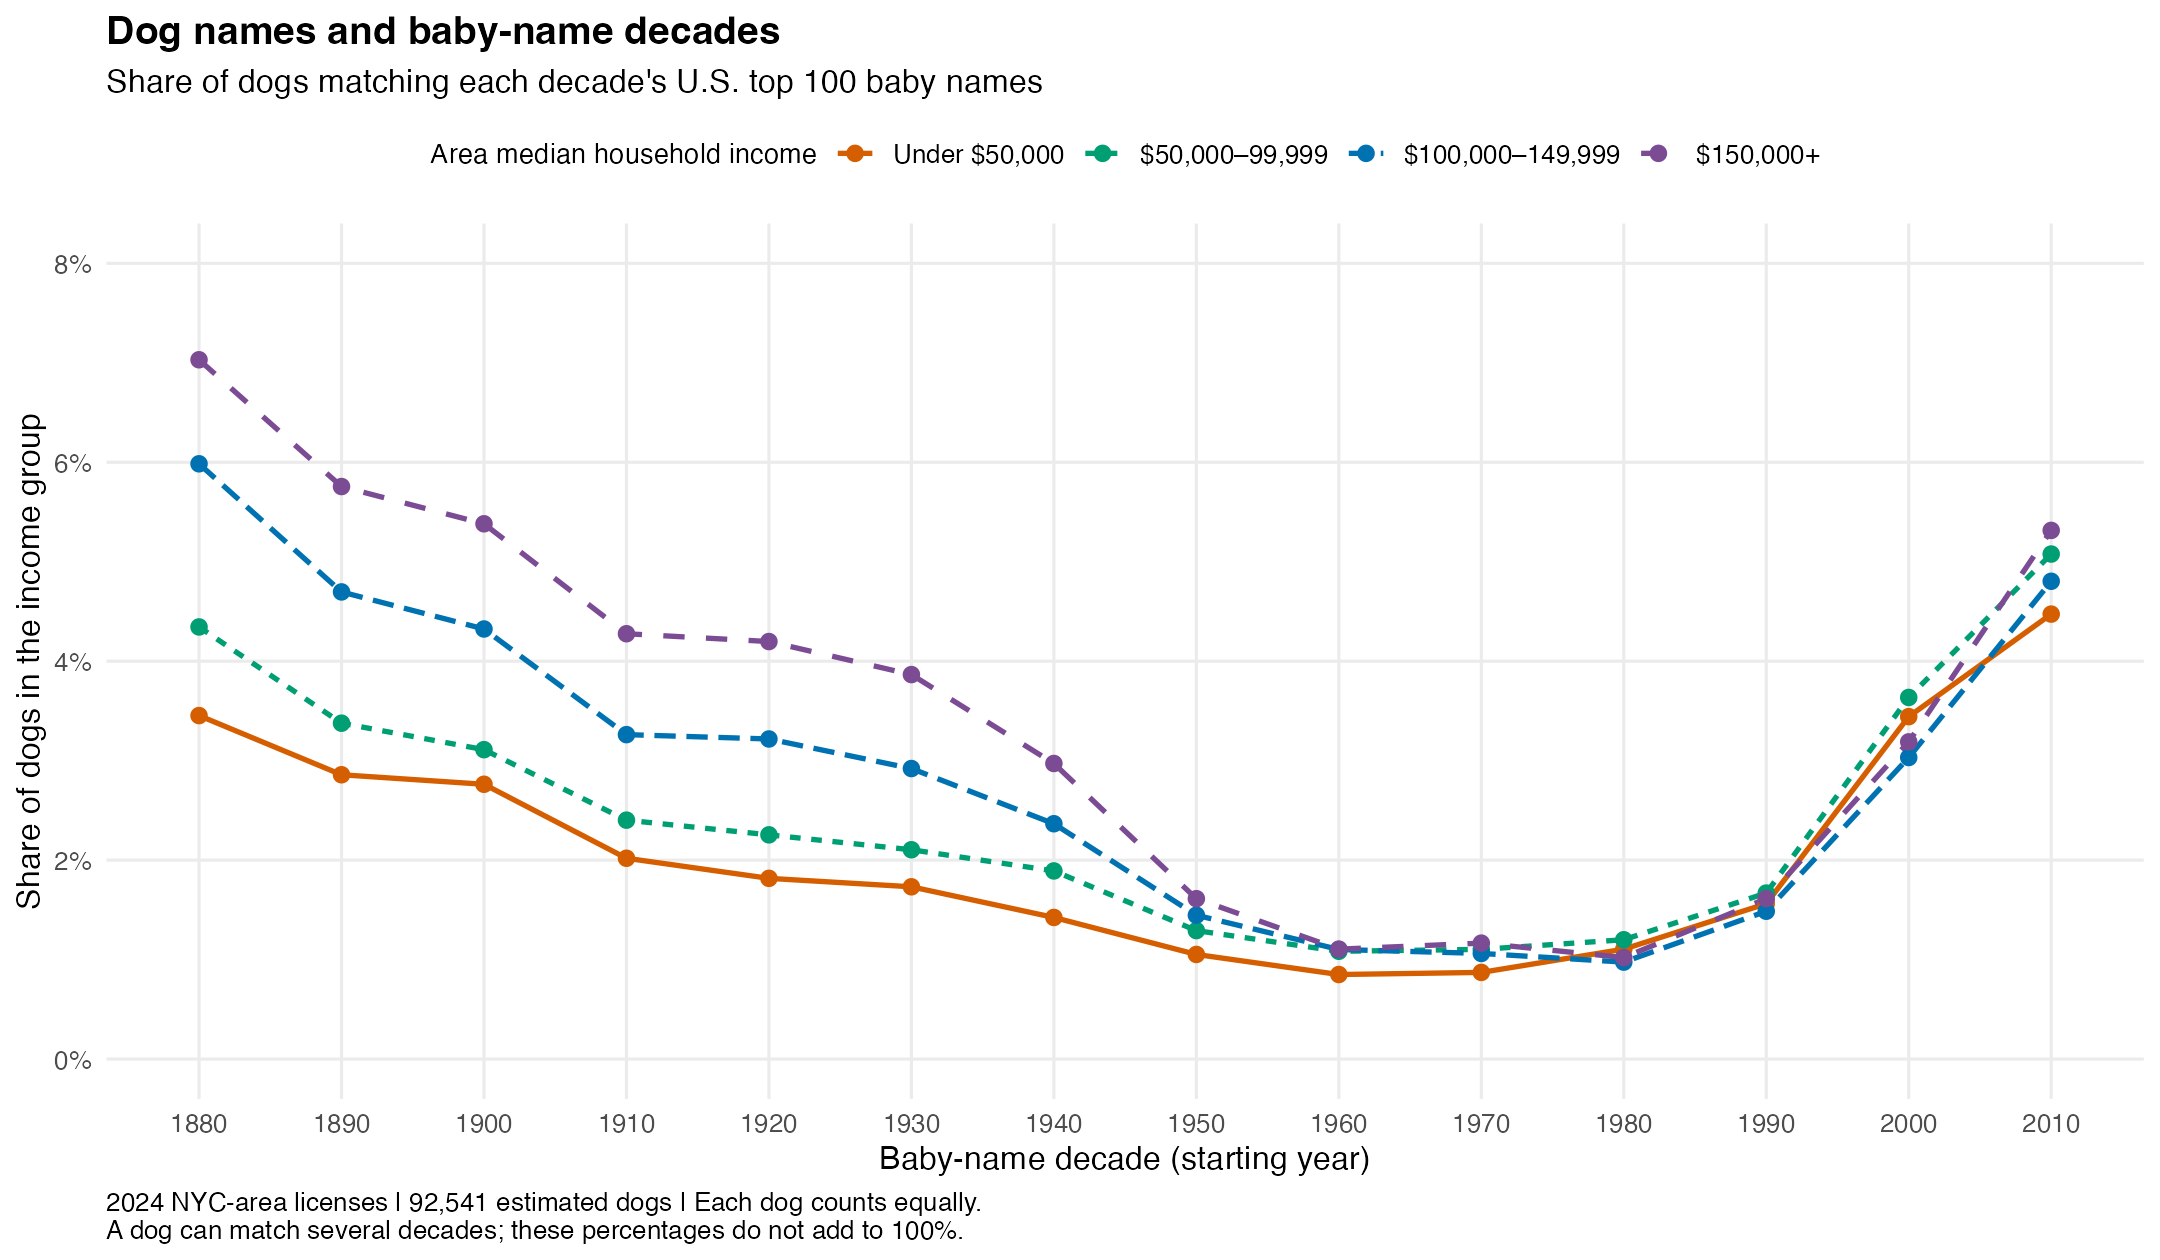 Dog names and baby-name decades
Share of dogs matching each decade's U.S. top 100 baby names
Area median household income Under $50,000 $50,000–99,999 $100,000–149,999 $150,000+
Share of dogs in the income group
8%
6%
4%
2%
0%
1880 1890 1900 1910 1920 1930 1940 1950 1960 1970 1980 1990 2000 2010
Baby-name decade (starting year)
2024 NYC-area licenses | 92,541 estimated dogs | Each dog counts equally.
A dog can match several decades; these percentages do not add to 100%.